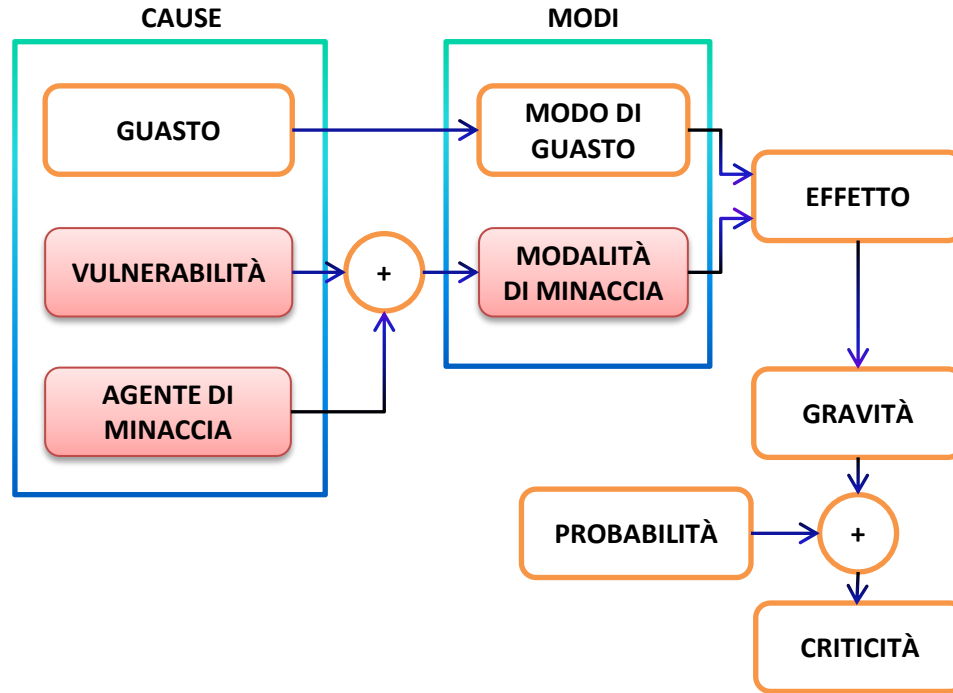 CAUSE
MODI
GUASTO
MODO DI
GUASTO
EFFETTO
VULNERABILITÀ
+
MODALITÀ
DI MINACCIA
AGENTE DI
MINACCIA
GRAVITÀ
PROBABILITÀ
+
CRITICITÀ